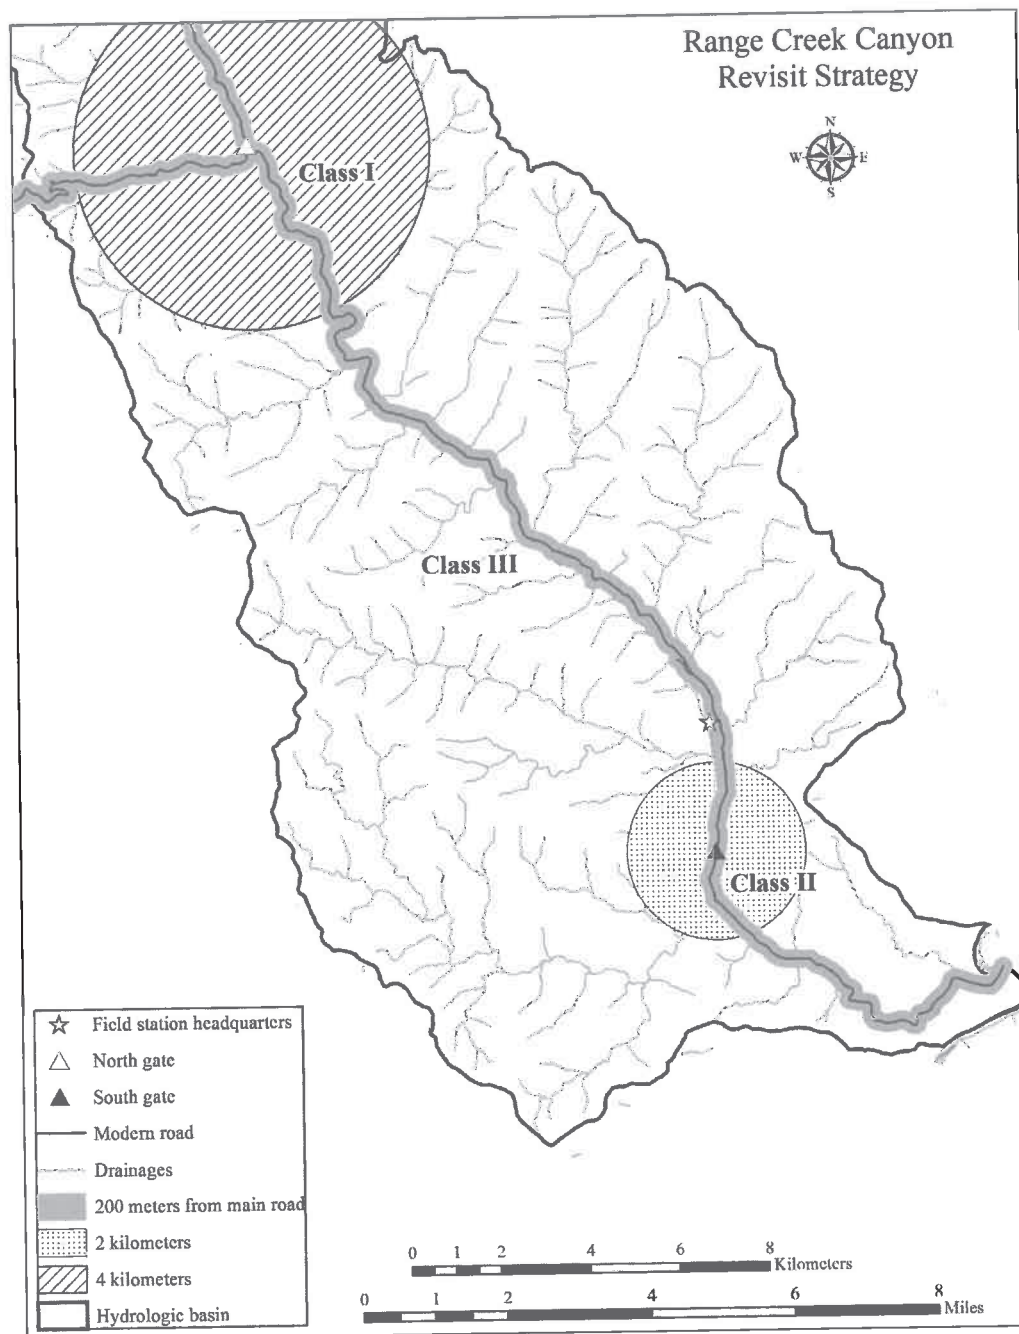 Range Creek Canyon
Revisit Strategy
N
W E
S
Class I
Class III
Class II
Field station headquarters
North gate
South gate
Modern road
Drainages
200 meters from main road
2 kilometers
4 kilometers
Hydrologic basin
0 1 2 4 6 8
Kilometers
0 1 2 4 6 8
Miles